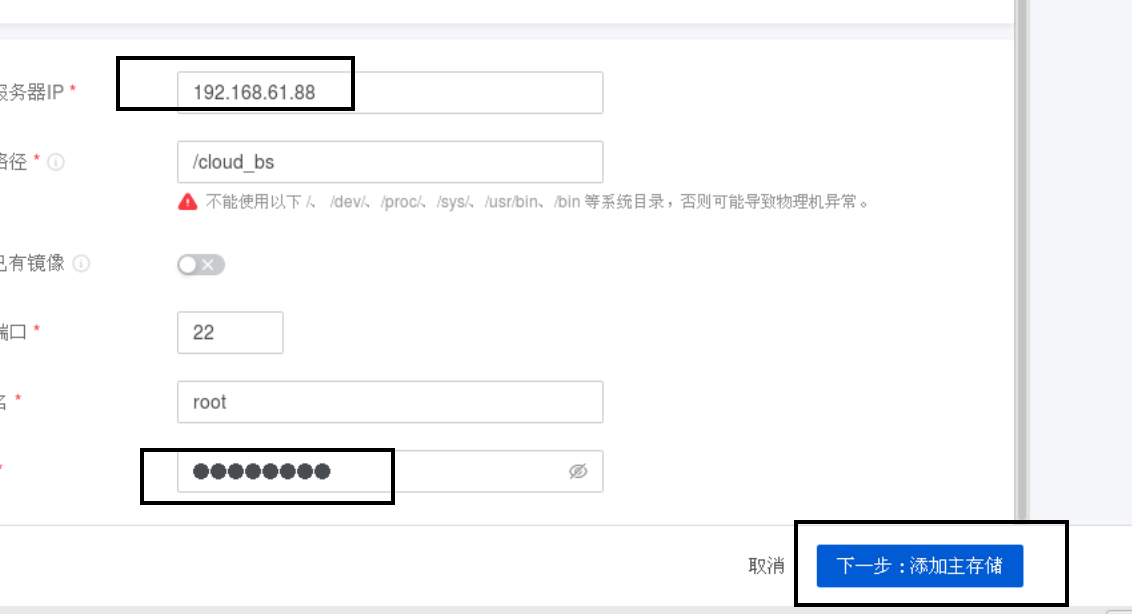 服务器IP *
192.168.61.88
路径 *
/cloud_bs
不能使用以下 /、 /dev/、 /proc/、 /sys/、 /usr/bin、 /bin 等系统目录，否则可能导致物理机异常。
已有镜像
端口 *
22
名 *
root
*
取消
下一步：添加主存储